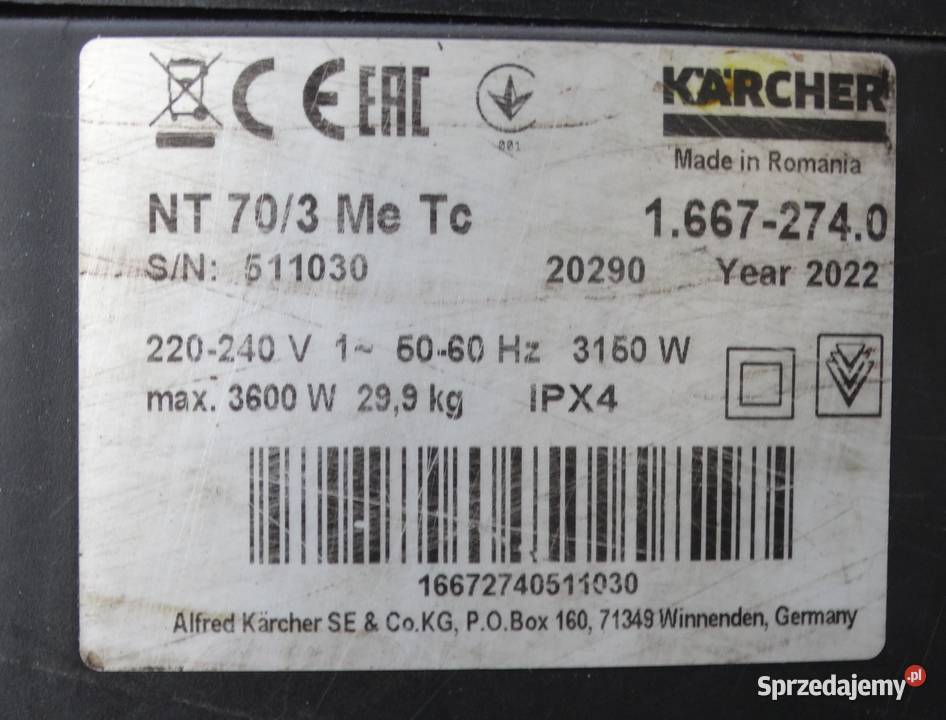 CE EAC
001
KÄRCHER
Made in Romania
NT 70/3 Me Tc 1.667-274.0
S/N: 511030 20290 Year 2022
220-240 V 1~ 50-60 Hz 3150 W
max. 3600 W 29,9 kg IPX4
16672740511030
Alfred Kärcher SE & Co.KG, P.O.Box 160, 71349 Winnenden, Germany
Sprzedajemy.pl